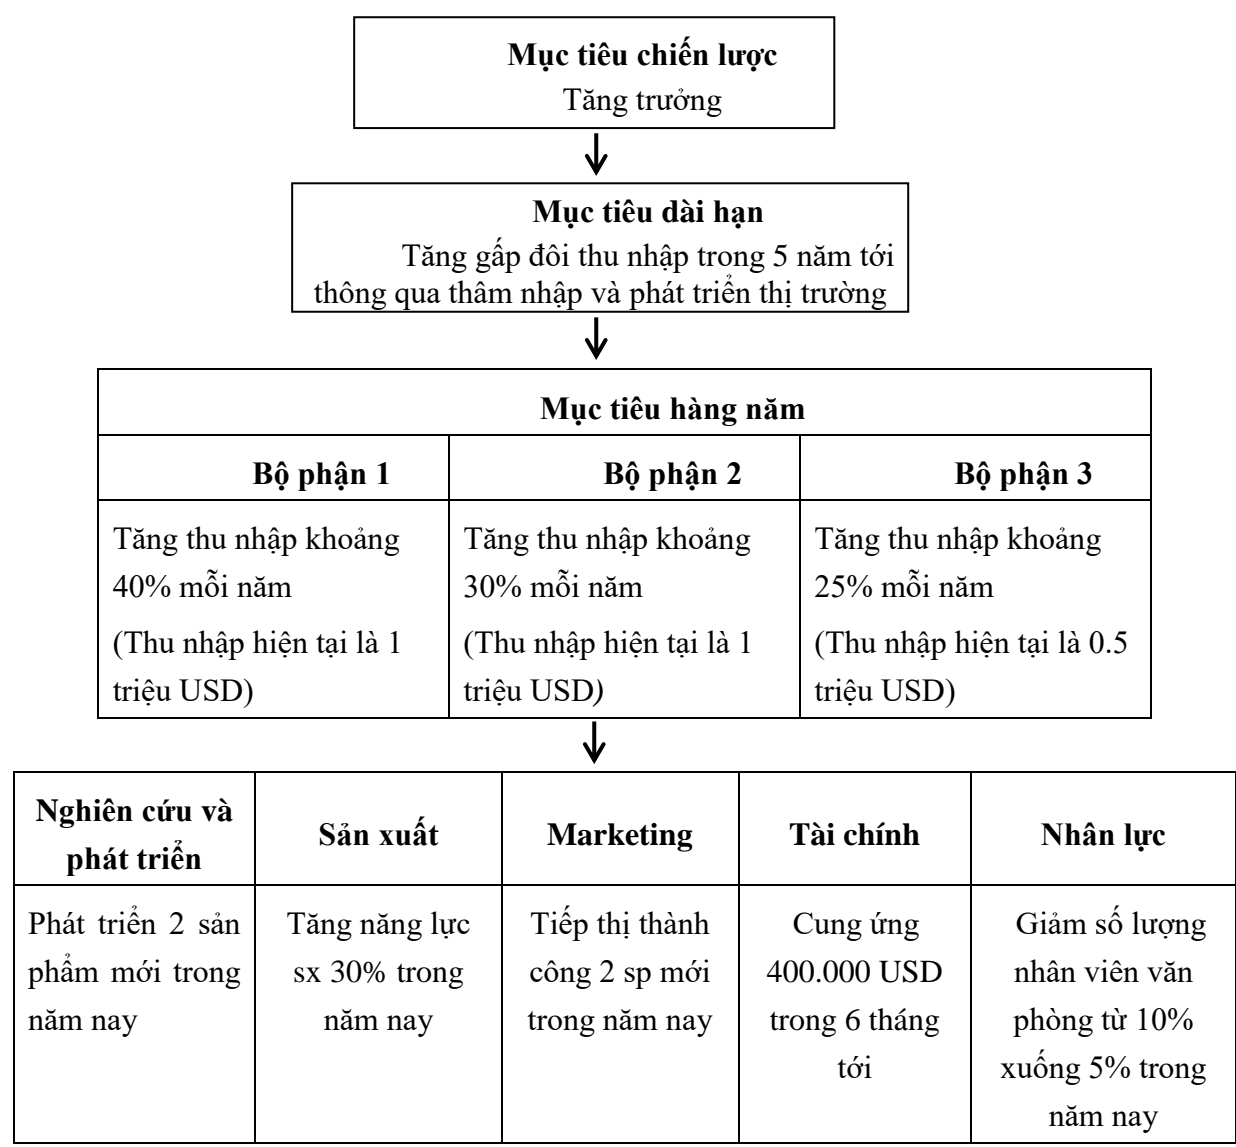 Mục tiêu chiến lược
Tăng trưởng
Mục tiêu dài hạn
Tăng gấp đôi thu nhập trong 5 năm tới
thông qua thâm nhập và phát triển thị trường
Mục tiêu hàng năm
Bộ phận 1
Bộ phận 2
Bộ phận 3
Tăng thu nhập khoảng
40% mỗi năm
(Thu nhập hiện tại là 1
triệu USD)
Tăng thu nhập khoảng
30% mỗi năm
(Thu nhập hiện tại là 1
triệu USD)
Tăng thu nhập khoảng
25% mỗi năm
(Thu nhập hiện tại là 0.5
triệu USD)
Nghiên cứu và
phát triển
Sản xuất
Marketing
Tài chính
Nhân lực
Phát triển 2 sản
phẩm mới trong
năm nay
Tăng năng lực
sx 30% trong
năm nay
Tiếp thị thành
công 2 sp mới
trong năm nay
Cung ứng
400.000 USD
trong 6 tháng
tới
Giảm số lượng
nhân viên văn
phòng từ 10%
xuống 5% trong
năm nay